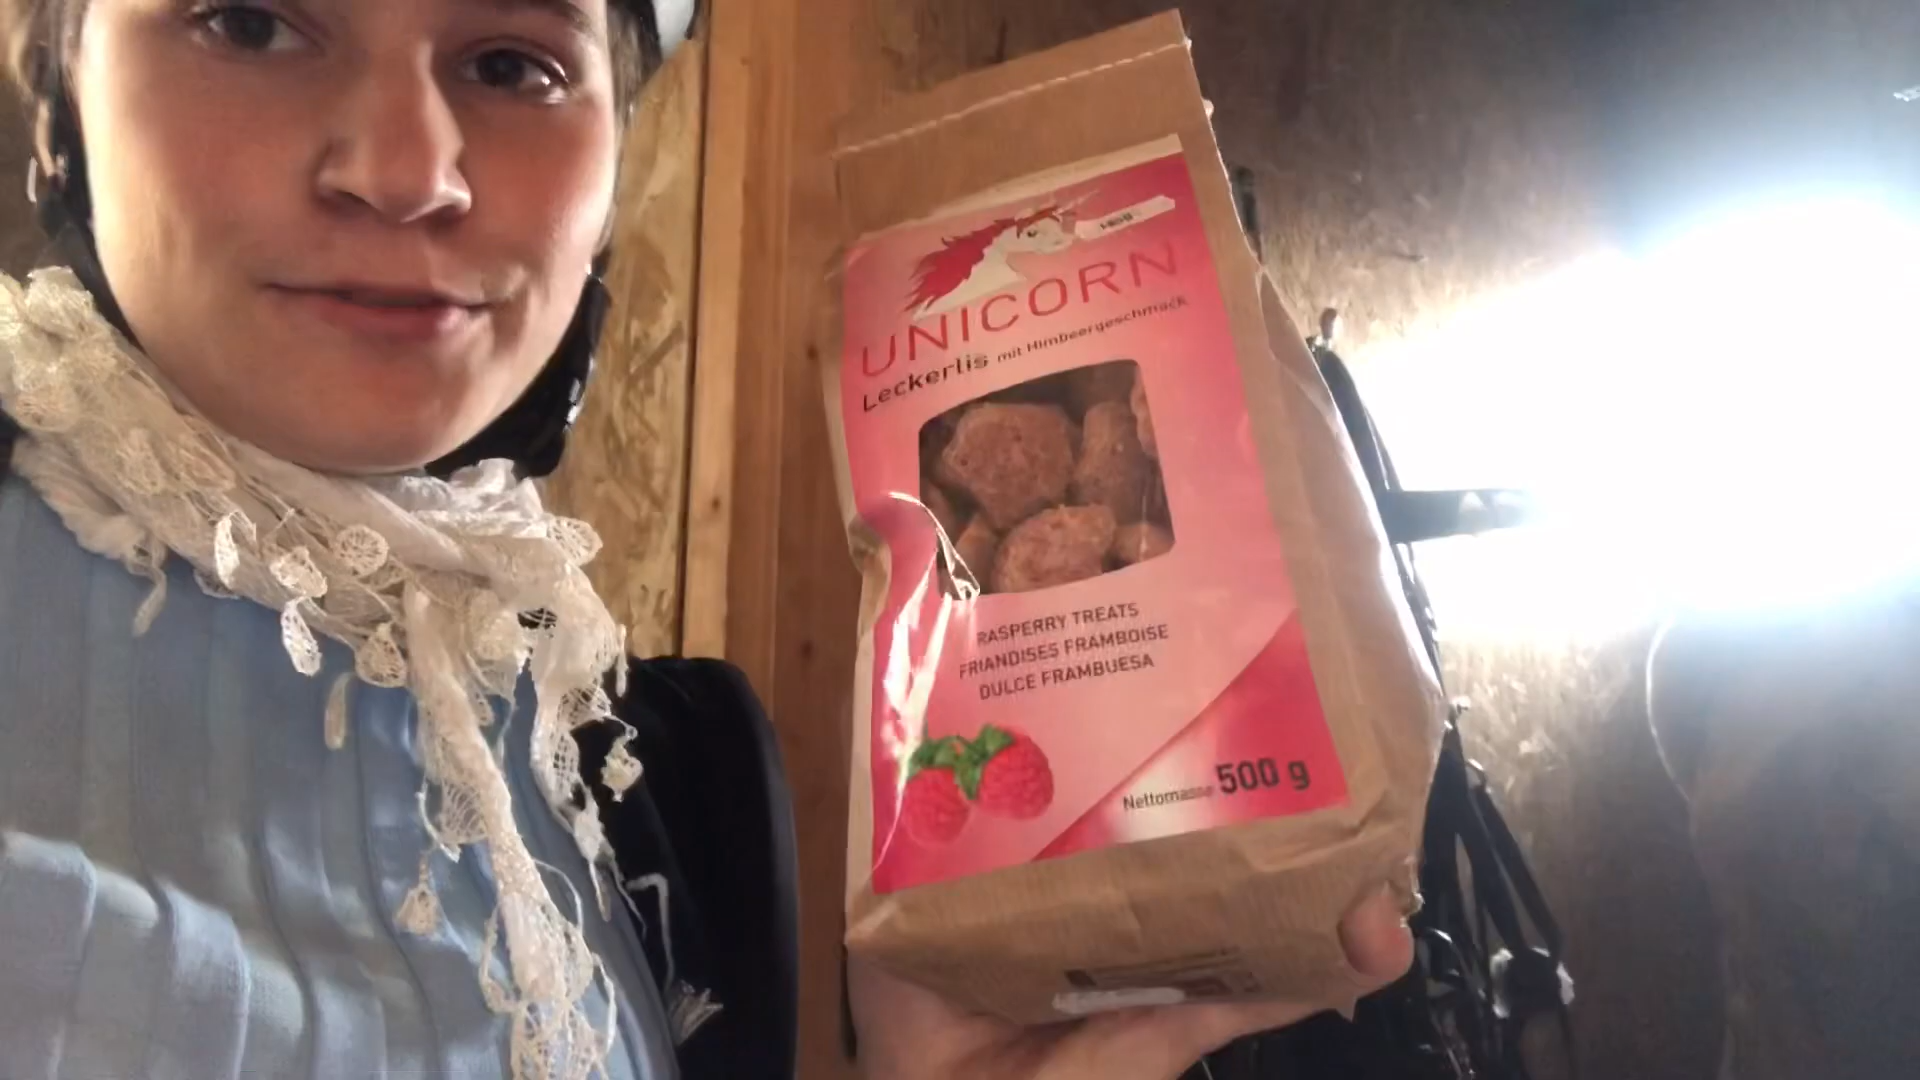 UNICORN
Leckerlis mit Himbeergeschmack
RASPERRY TREATS
FRIANDISES FRAMBOISE
DULCE FRAMBUESA
Nettomasse 500 g